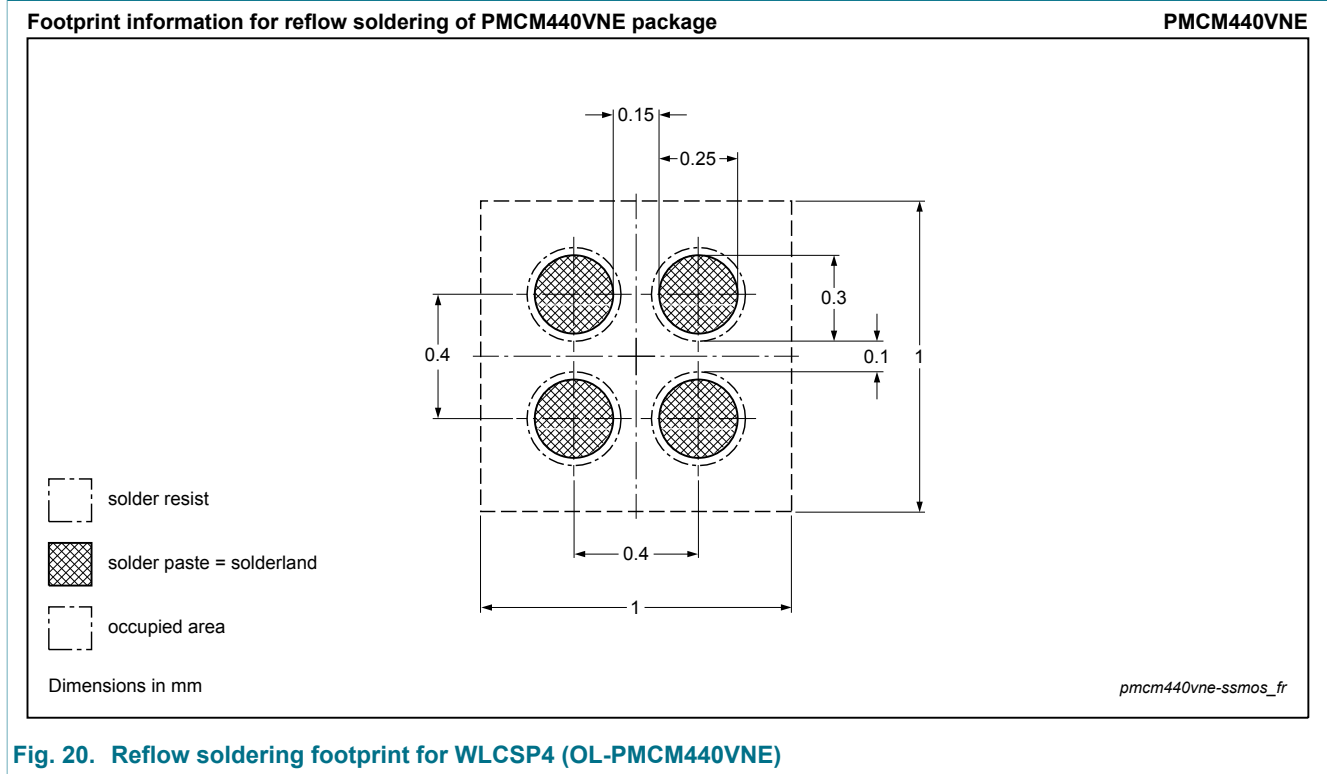 Footprint information for reflow soldering of PMCM440VNE package PMCM440VNE
0.15
0.25
0.3
0.4
0.1
1
0.4
1
solder resist
solder paste = solderland
occupied area
Dimensions in mm
pmcm440vne-ssmos_fr
Fig. 20. Reflow soldering footprint for WLCSP4 (OL-PMCM440VNE)